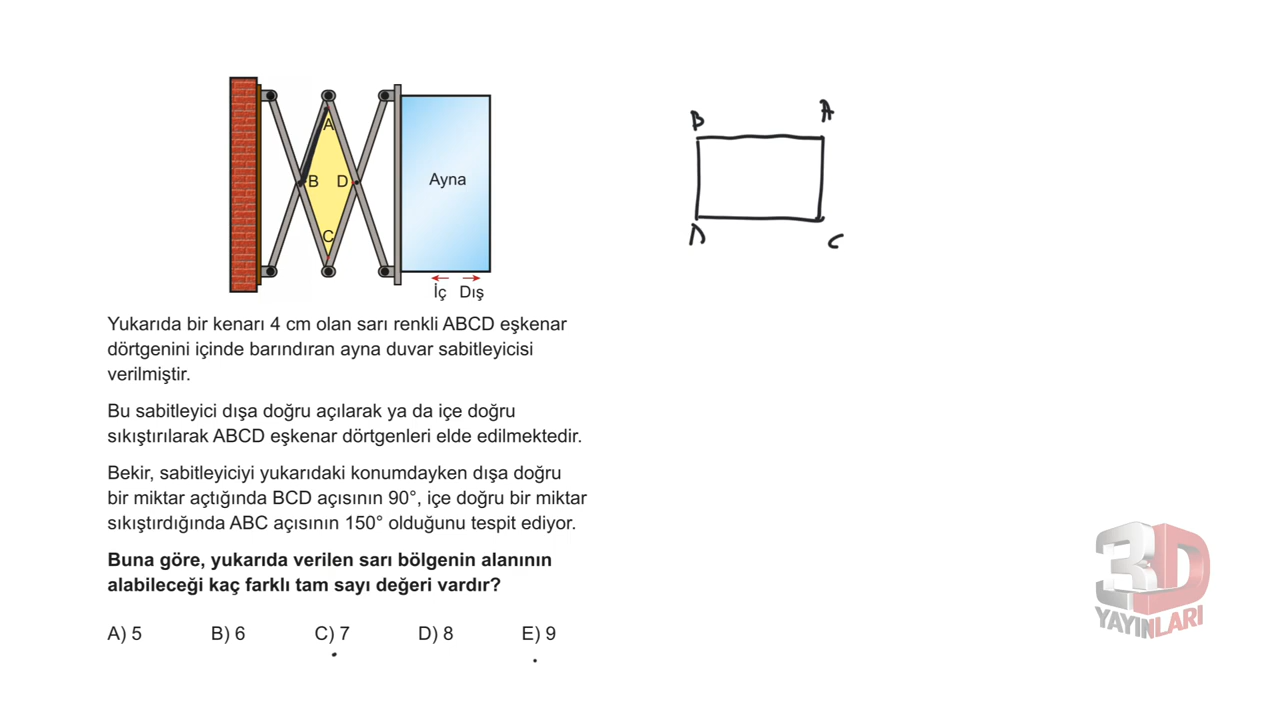 A
B D
C
Ayna
İç Dış
B A
D C
Yukarıda bir kenarı 4 cm olan sarı renkli ABCD eşkenar
dörtgenini içinde barındıran ayna duvar sabitleyicisi
verilmiştir.
Bu sabitleyici dışa doğru açılarak ya da içe doğru
sıkıştırılarak ABCD eşkenar dörtgenleri elde edilmektedir.
Bekir, sabitleyiciyi yukarıdaki konumdayken dışa doğru
bir miktar açtığında BCD açısının 90°, içe doğru bir miktar
sıkıştırdığında ABC açısının 150° olduğunu tespit ediyor.
Buna göre, yukarıda verilen sarı bölgenin alanının
alabileceği kaç farklı tam sayı değeri vardır?
A) 5 B) 6 C) 7 D) 8 E) 9
3D
YAYINLARI